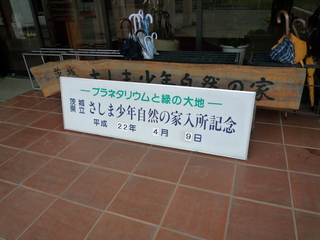 茨城 さしま少年自然の家
ープラネタリウムと緑の大地ー
茨城県立 さしま少年自然の家入所記念
平成 22年 4月 9日